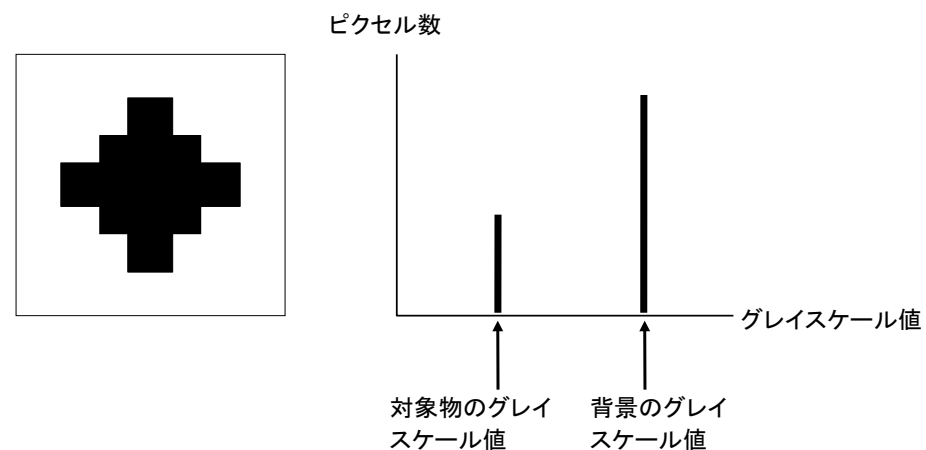 ピクセル数
グレイスケール値
対象物のグレイ
スケール値
背景のグレイ
スケール値